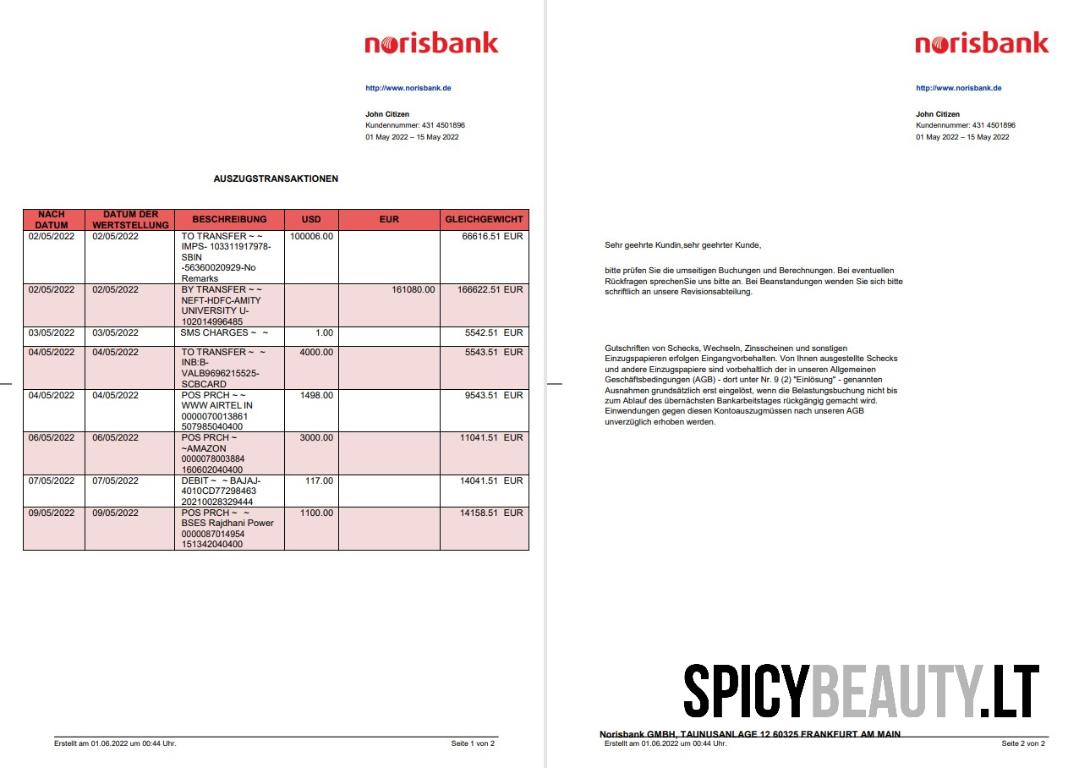 norisbank
http://www.norisbank.de
John Citizen
Kundennummer: 431 4501896
01 May 2022 – 15 May 2022
AUSZUGSTRANSAKTIONEN
NACH DATUM DATUM DER WERTSTELLUNG BESCHREIBUNG USD EUR GLEICHGEWICHT
02/05/2022 02/05/2022 TO TRANSFER ~ ~ 100006.00 66616.51 EUR
IMPS- 103311917978-
SBIN
-56360020929-No
Remarks
02/05/2022 02/05/2022 BY TRANSFER ~ ~ 161080.00 166622.51 EUR
NEFT-HDFC-AMITY
UNIVERSITY U-
102014996485
03/05/2022 03/05/2022 SMS CHARGES ~ ~ 1.00 5542.51 EUR
04/05/2022 04/05/2022 TO TRANSFER ~ ~ 4000.00 5543.51 EUR
INB:B-
VALB9696215525-
SCBCARD
04/05/2022 04/05/2022 POS PRCH ~ ~ 1498.00 9543.51 EUR
WWW AIRTEL IN
0000070013861
507985040400
06/05/2022 06/05/2022 POS PRCH ~ 3000.00 11041.51 EUR
~AMAZON
0000078003884
160602040400
07/05/2022 07/05/2022 DEBIT ~ ~ BAJAJ- 117.00 14041.51 EUR
4010CD77298463
20210028329444
09/05/2022 09/05/2022 POS PRCH ~ ~ 1100.00 14158.51 EUR
BSES Rajdhani Power
0000087014954
151342040400
Erstellt am 01.06.2022 um 00:44 Uhr. Seite 1 von 2
norisbank
http://www.norisbank.de
John Citizen
Kundennummer: 431 4501896
01 May 2022 – 15 May 2022
Sehr geehrte Kundin,sehr geehrter Kunde,
bitte prüfen Sie die umseitigen Buchungen und Berechnungen. Bei eventuellen
Rückfragen sprechenSie uns bitte an. Bei Beanstandungen wenden Sie sich bitte
schriftlich an unsere Revisionsabteilung.
Gutschriften von Schecks, Wechseln, Zinsscheinen und sonstigen
Einzugspapieren erfolgen Eingangvorbehalten. Von Ihnen ausgestellte Schecks
und andere Einzugspapiere sind vorbehaltlich der in unseren Allgemeinen
Geschäftsbedingungen (AGB) - dort unter Nr. 9 (2) "Einlösung" - genannten
Ausnahmen grundsätzlich erst eingelöst, wenn die Belastungsbuchung nicht bis
zum Ablauf des übernächsten Bankarbeitstages rückgängig gemacht wird.
Einwendungen gegen diesen Kontoauszugmüssen nach unseren AGB
unverzüglich erhoben werden.
SPICYBEAUTY.LT
Norisbank GMBH, TAUNUSANLAGE 12 60325 FRANKFURT AM MAIN
Erstellt am 01.06.2022 um 00:44 Uhr. Seite 2 von 2